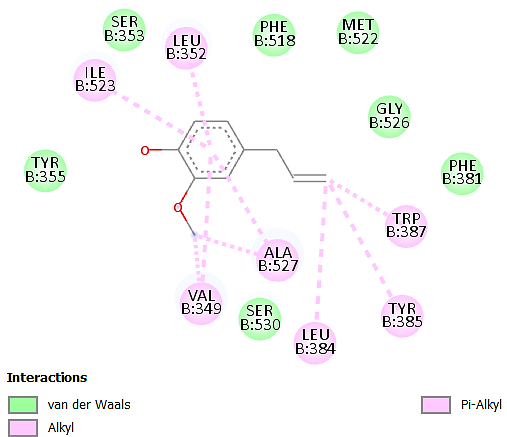 SER
B:353
LEU
B:352
PHE
B:518
MET
B:522
ILE
B:523
GLY
B:526
TYR
B:355
PHE
B:381
O
O
TRP
B:387
ALA
B:527
VAL
B:349
SER
B:530
LEU
B:384
TYR
B:385
Interactions
van der Waals
Alkyl
Pi-Alkyl